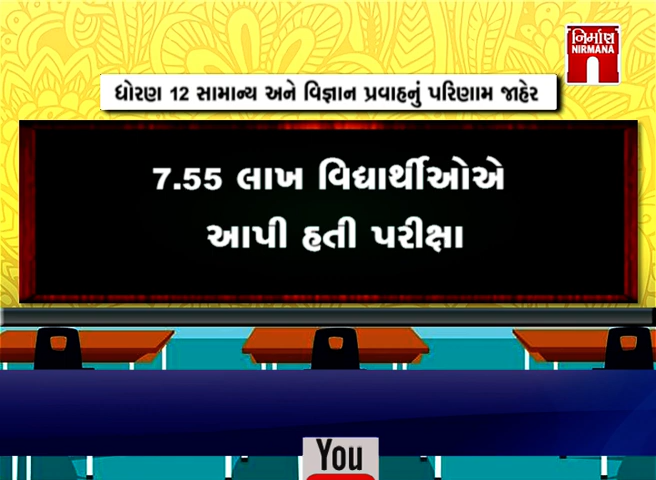 નિર્માણ
NIRMANA
ધોરણ 12 સામાન્ય અને વિજ્ઞાન પ્રવાહનું પરિણામ જાહેર
7.55 લાખ વિદ્યાર્થીઓએ
આપી હતી પરીક્ષા
You